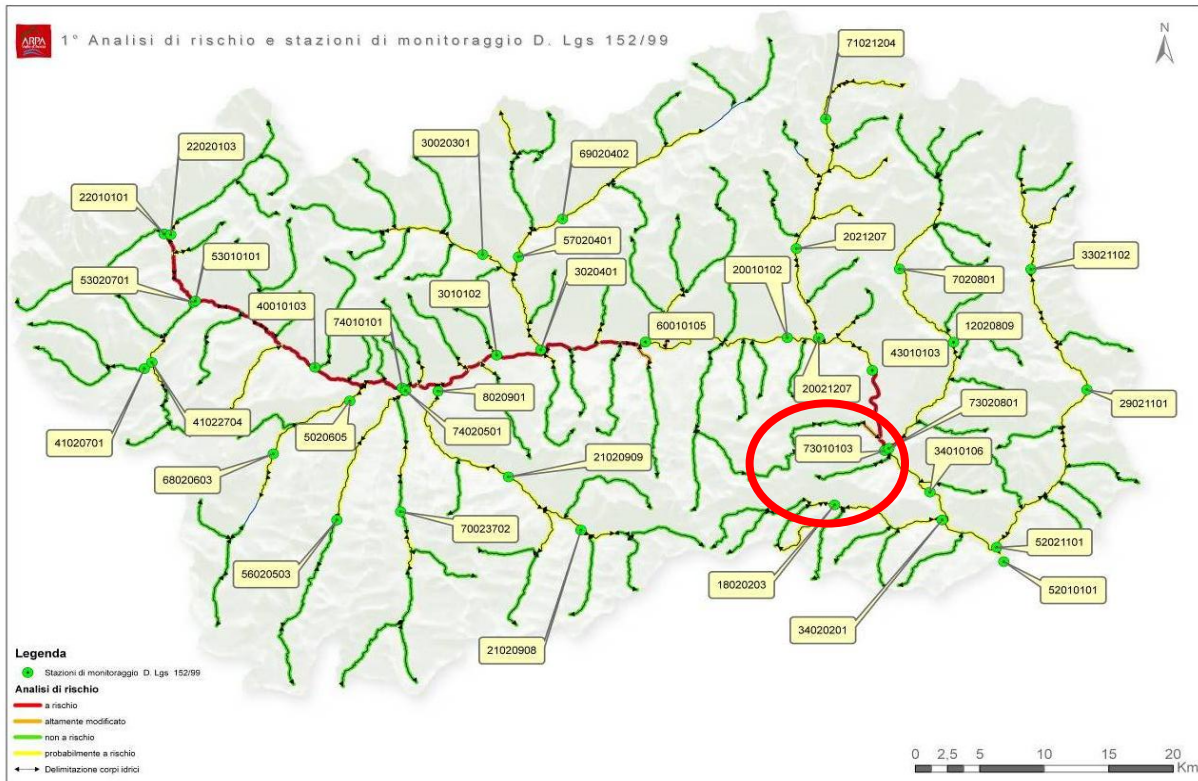 ARPA
1° Analisi di rischio e stazioni di monitoraggio D. Lgs 152/99
N
71021204
22020103
30020301
69020402
22010101
53010101
57020401
2021207
33021102
53020701
40010103
74010101
3010102
3020401
20010102
7020801
60010105
12020809
43010103
20021207
73020801
8020901
29021101
41022704
5020605
74020501
41020701
73010103
34010106
21020909
68020603
70023702
56020503
18020203
52021101
52010101
34020201
21020908
Legenda
Stazioni di monitoraggio D. Lgs 152/99
Analisi di rischio
a rischio
altamente modificato
non a rischio
probabilmente a rischio
Delimitazione corpi idrici
0 2,5 5 10 15 20
Km